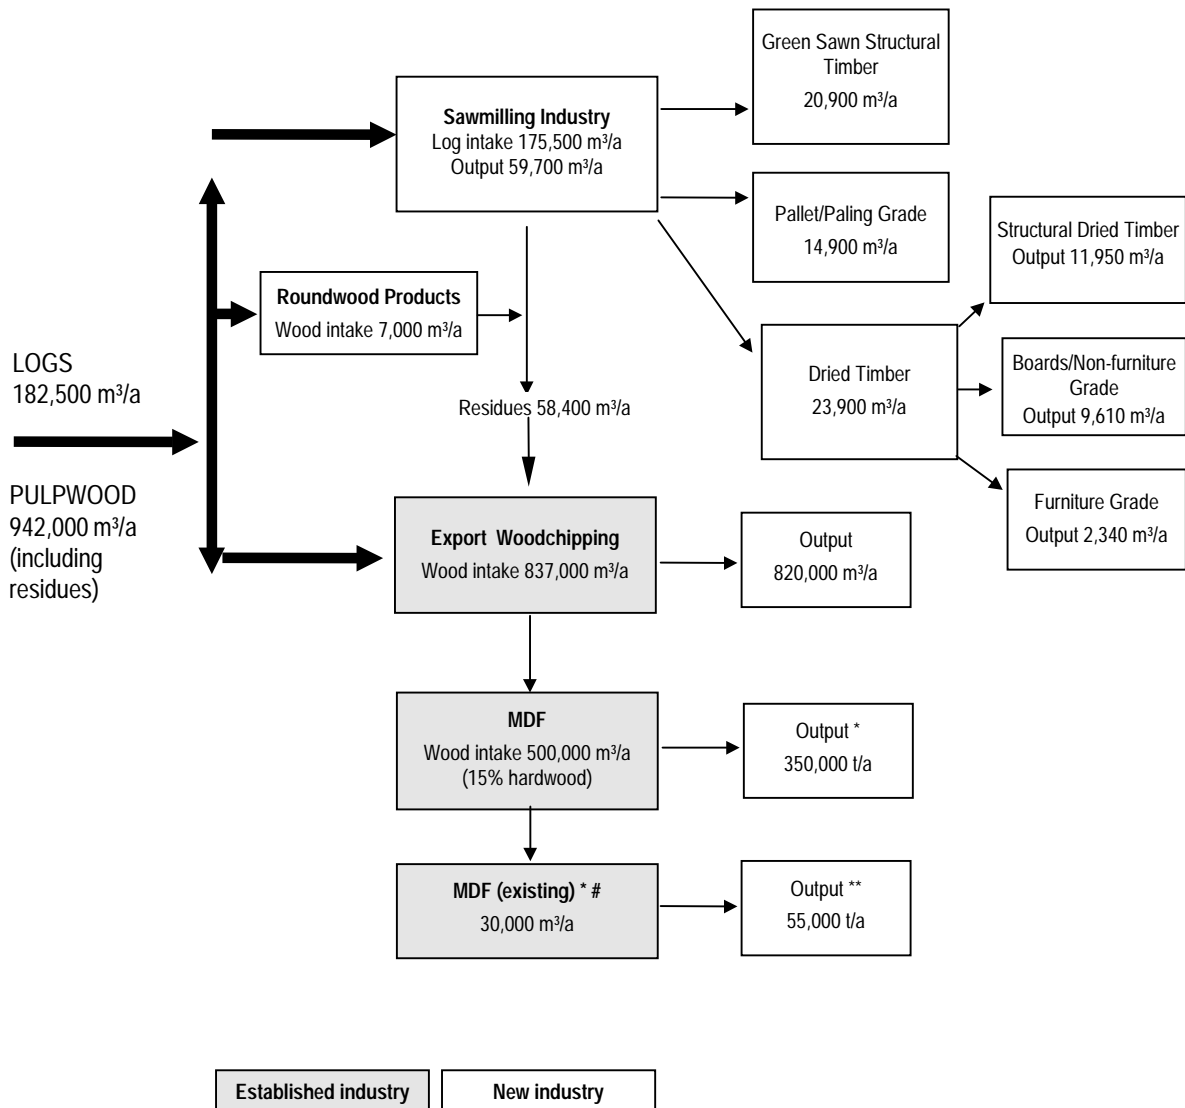 Green Sawn Structural
Timber
20,900 m³/a
Sawmilling Industry
Log intake 175,500 m³/a
Output 59,700 m³/a
Pallet/Paling Grade
14,900 m³/a
Structural Dried Timber
Output 11,950 m³/a
Roundwood Products
Wood intake 7,000 m³/a
LOGS
182,500 m³/a
Dried Timber
23,900 m³/a
Boards/Non-furniture
Grade
Output 9,610 m³/a
Residues 58,400 m³/a
PULPWOOD
942,000 m³/a
(including
residues)
Furniture Grade
Output 2,340 m³/a
Export Woodchipping
Wood intake 837,000 m³/a
Output
820,000 m³/a
MDF
Wood intake 500,000 m³/a
(15% hardwood)
Output *
350,000 t/a
MDF (existing) * #
30,000 m³/a
Output **
55,000 t/a
Established industry
New industry